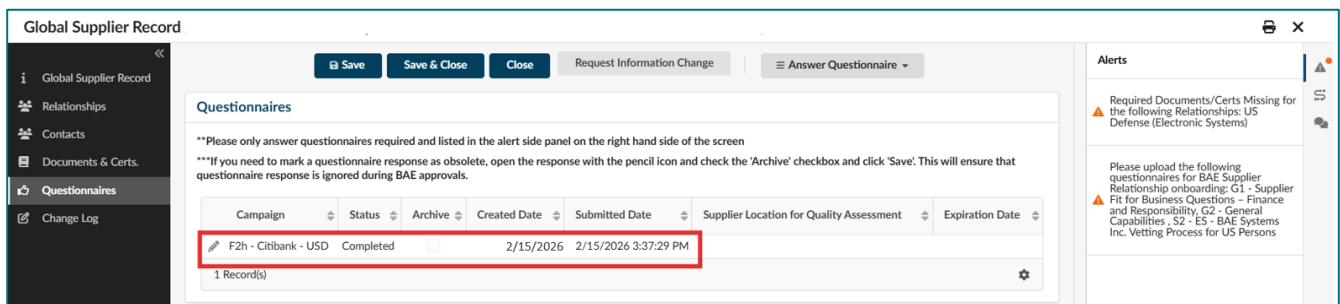 Global Supplier Record
Global Supplier Record
Relationships
Contacts
Documents & Certs.
Questionnaires
Change Log
Save
Save & Close
Close
Request Information Change
Answer Questionnaire
Questionnaires
**Please only answer questionnaires required and listed in the alert side panel on the right hand side of the screen
***If you need to mark a questionnaire response as obsolete, open the response with the pencil icon and check the 'Archive' checkbox and click 'Save'. This will ensure that
questionnaire response is ignored during BAE approvals.
Campaign Status Archive Created Date Submitted Date Supplier Location for Quality Assessment Expiration Date
F2h - Citibank - USD Completed 2/15/2026 2/15/2026 3:37:29 PM
1 Record(s)
Alerts
Required Documents/Certs Missing for
the following Relationships: US
Defense (Electronic Systems)
Please upload the following
questionnaires for BAE Supplier
Relationship onboarding: G1 - Supplier
Fit for Business Questions – Finance
and Responsibility, G2 - General
Capabilities , S2 - ES - BAE Systems
Inc. Vetting Process for US Persons